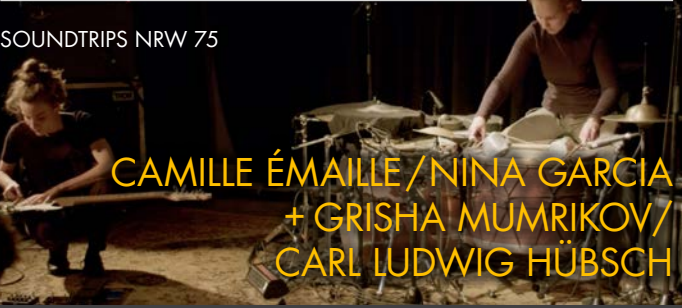 SOUNDTRIPS NRW 75
CAMILLE ÉMAILLE/NINA GARCIA
+ GRISHA MUMRIKOV/
CARL LUDWIG HÜBSCH